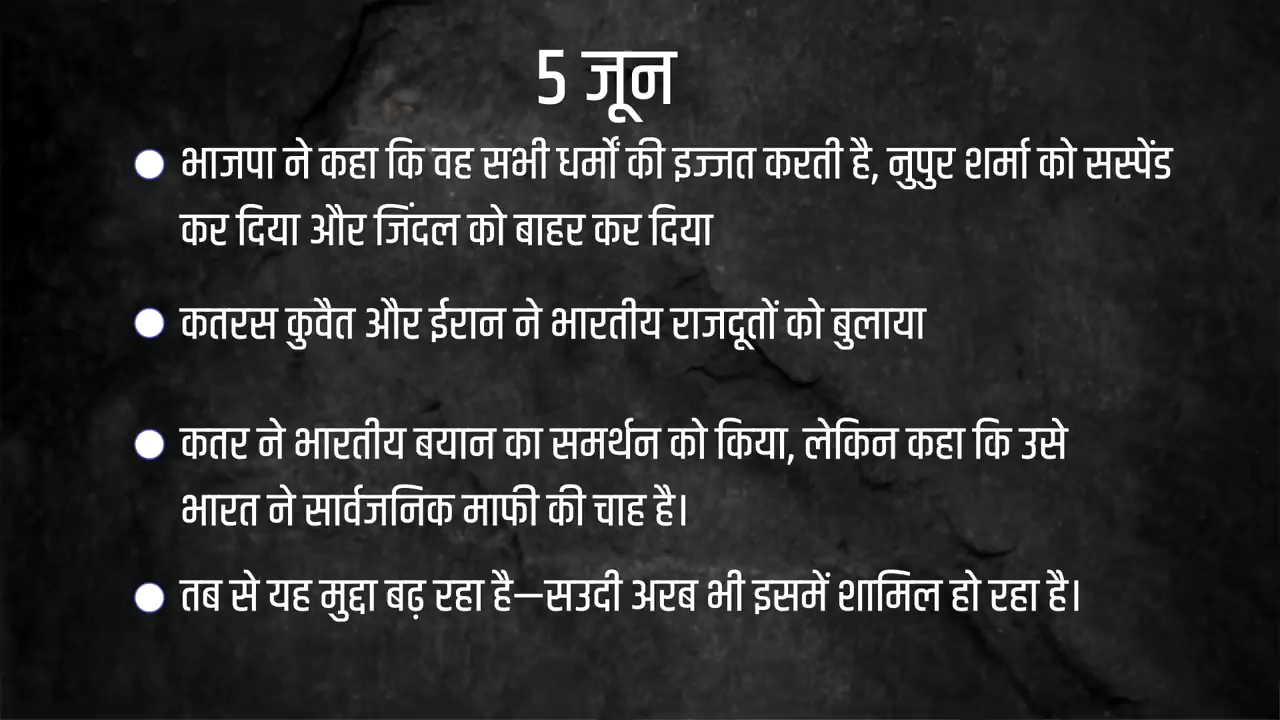 5 जून
भाजपा ने कहा कि वह सभी धर्मों की इज्जत करती है, नुपुर शर्मा को सस्पेंड
कर दिया और जिंदल को बाहर कर दिया
कतरस कुवैत और ईरान ने भारतीय राजदूतों को बुलाया
कतर ने भारतीय बयान का समर्थन को किया, लेकिन कहा कि उसे
भारत ने सार्वजनिक माफी की चाह है।
तब से यह मुद्दा बढ़ रहा है—सउदी अरब भी इसमें शामिल हो रहा है।